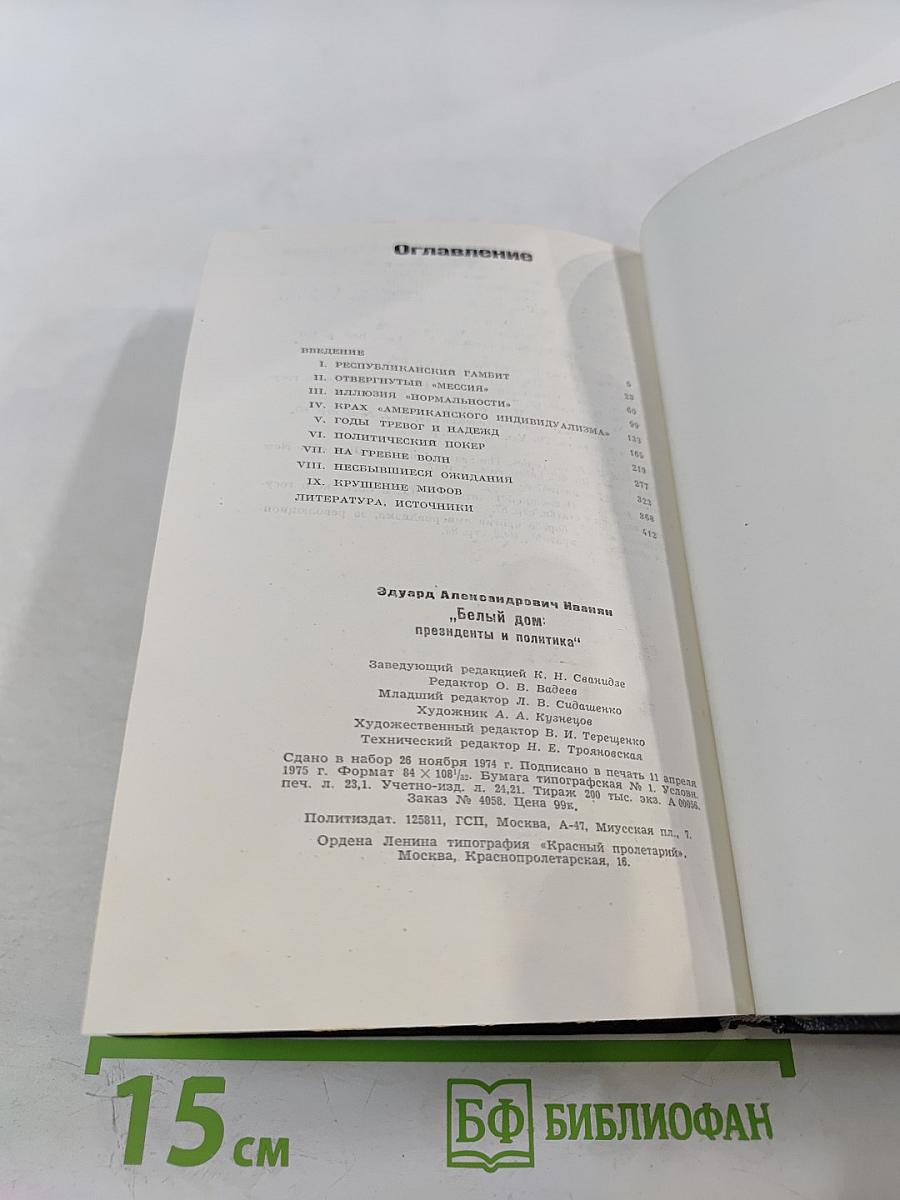 Оглавление
ВВЕДЕНИЕ 5
I. РЕСПУБЛИКАНСКИЙ ГАМБИТ 23
II. ОТВЕРГНУТЫЙ «МЕССИЯ»
III. ИЛЛЮЗИЯ «НОРМАЛЬНОСТИ» 99
IV. КРАХ «АМЕРИКАНСКОГО ИНДИВИДУАЛИЗМА» 133
V. ГОДЫ ТРЕВОГ И НАДЕЖД 165
VI. ПОЛИТИЧЕСКИЙ ПОКЕР 219
VII. НА ГРЕБНЕ ВОЛН 277
VIII. НЕСБЫВШИЕСЯ ОЖИДАНИЯ 323
IX. КРУШЕНИЕ МИФОВ 368
ЛИТЕРАТУРА, ИСТОЧНИКИ 412
Эдуард Александрович Иванян
„Белый дом:
президенты и политика“
Заведующий редакцией К. Н. Сванидзе
Редактор О. В. Вадеев
Младший редактор Л. В. Сидашенко
Художник А. А. Кузнецов
Художественный редактор В. И. Терещенко
Технический редактор Н. Е. Трояновская
Сдано в набор 26 ноября 1974 г. Подписано в печать 11 апреля
1975 г. Формат 84 × 108 1/32. Бумага типографская № 1. Условн.
печ. л. 23,1. Учетно-изд. л. 24,21. Тираж 200 тыс. экз. А 00056.
Заказ № 4058. Цена 99к.
Политиздат. 125811, ГСП, Москва, А-47, Миусская пл., 7.
Ордена Ленина типография «Красный пролетарий».
Москва, Краснопролетарская, 16.
15 см
БФ БИБЛИОФАН